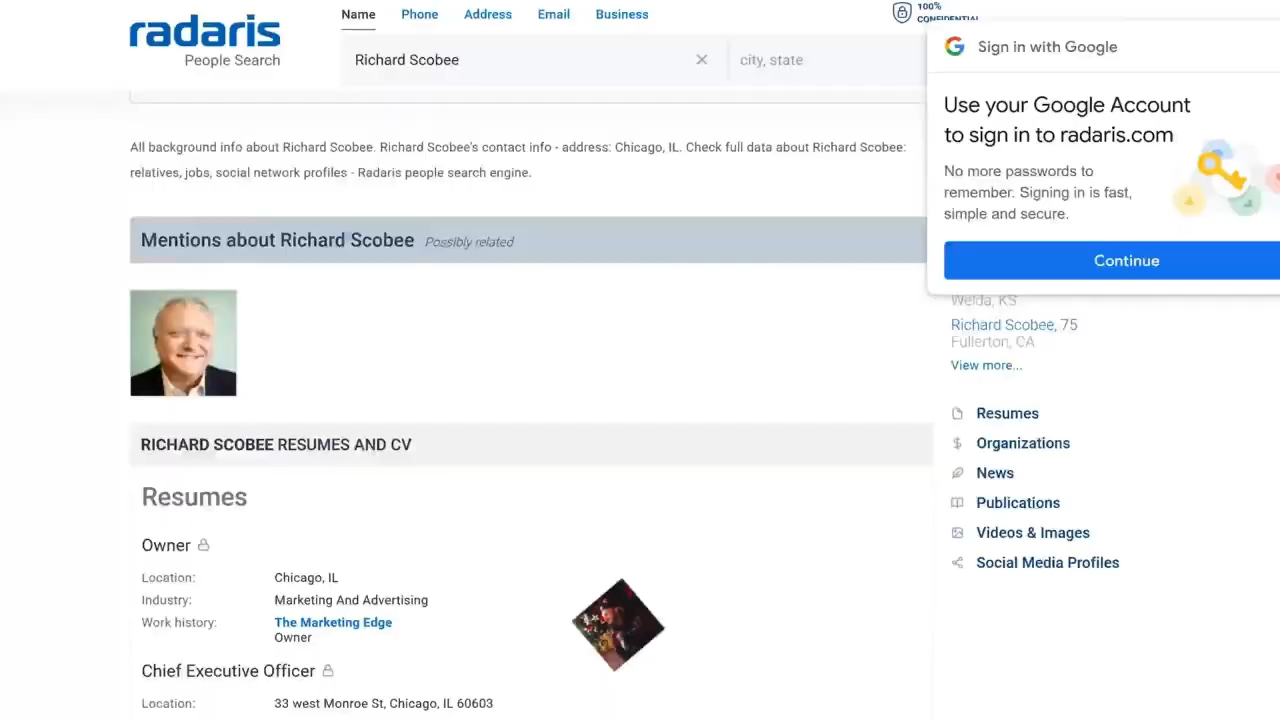 Name Phone Address Email Business
100%
CONFIDENTIAL
radaris
People Search
Richard Scobee ✕ city, state
Sign in with Google
Use your Google Account
to sign in to radaris.com
No more passwords to
remember. Signing in is fast,
simple and secure.
Continue
All background info about Richard Scobee. Richard Scobee's contact info - address: Chicago, IL. Check full data about Richard Scobee:
relatives, jobs, social network profiles - Radaris people search engine.
Mentions about Richard Scobee Possibly related
Welda, KS
Richard Scobee, 75
Fullerton, CA
View more...
RICHARD SCOBEE RESUMES AND CV
Resumes
Owner
Location: Chicago, IL
Industry: Marketing And Advertising
Work history: The Marketing Edge
Owner
Chief Executive Officer
Location: 33 west Monroe St, Chicago, IL 60603
Resumes
Organizations
News
Publications
Videos & Images
Social Media Profiles